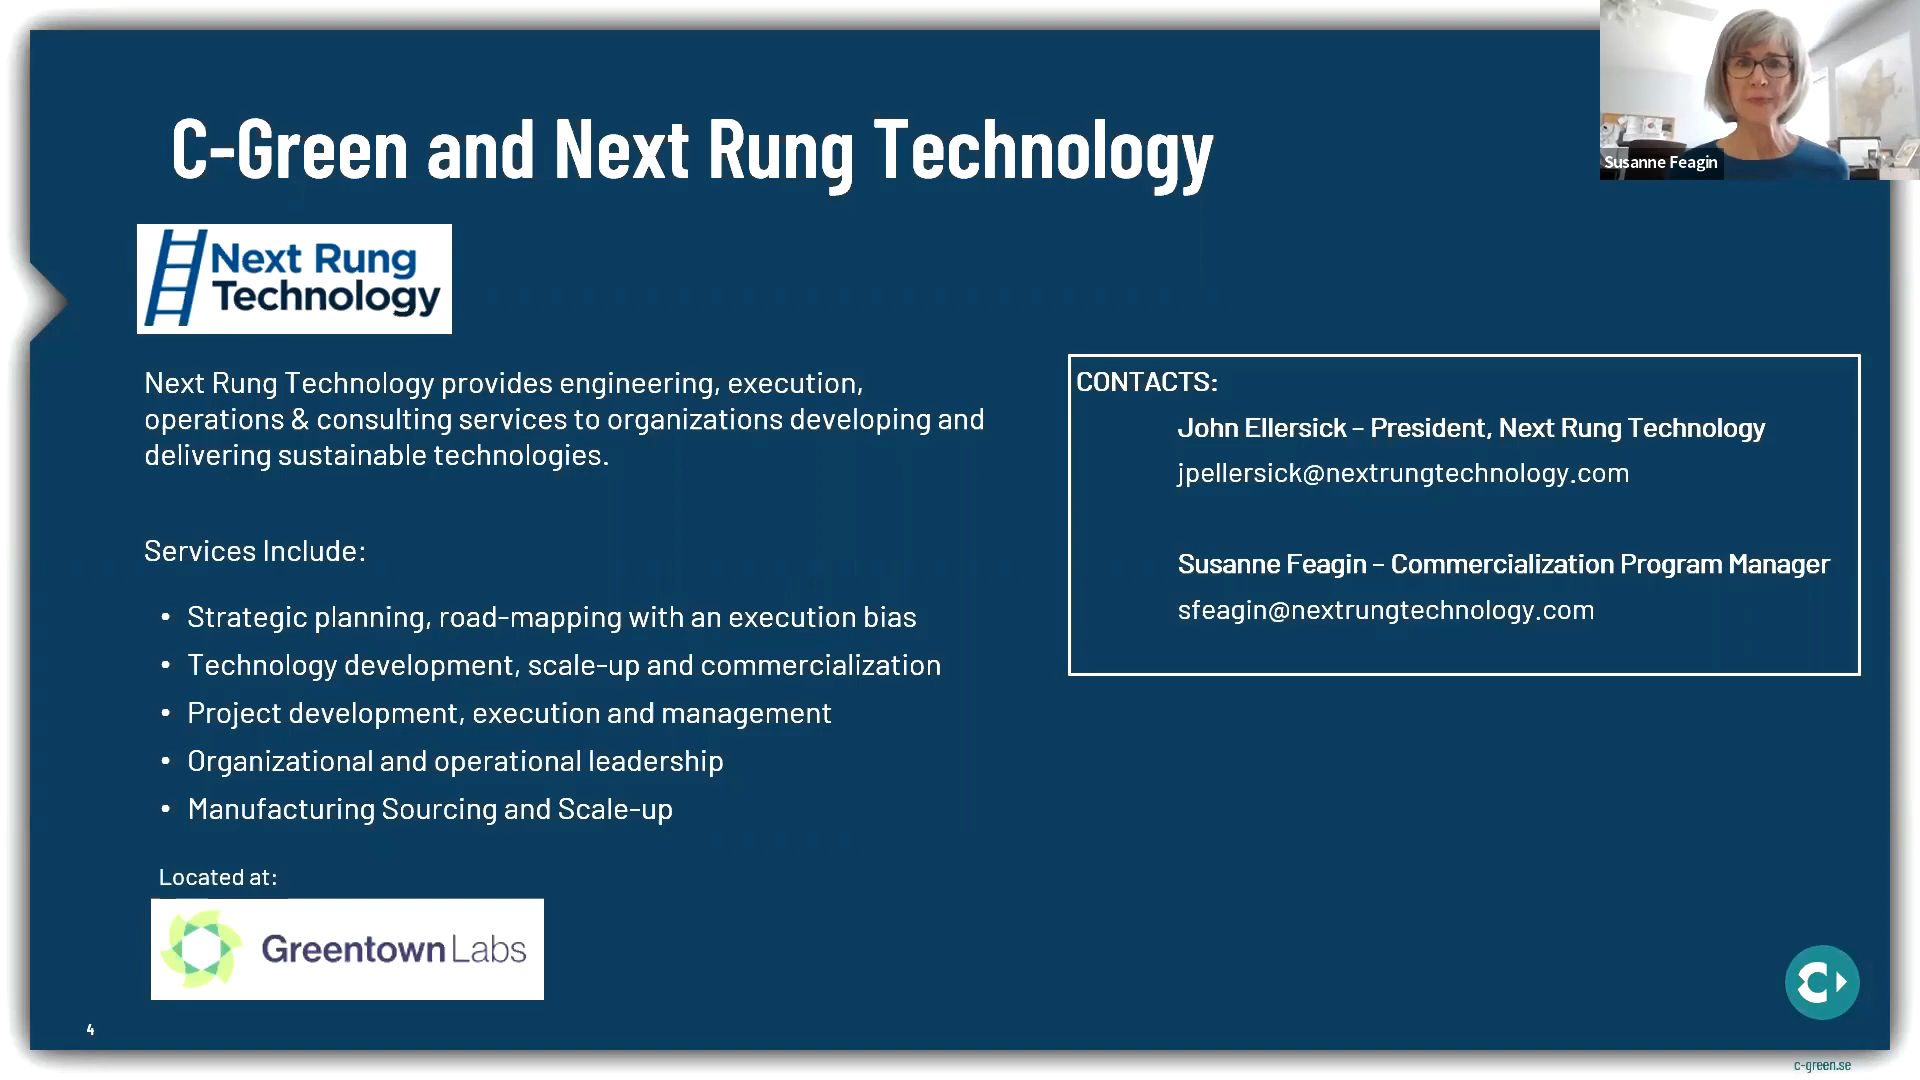 C-Green and Next Rung Technology
Susanne Feagin
Next Rung
Technology
Next Rung Technology provides engineering, execution,
operations & consulting services to organizations developing and
delivering sustainable technologies.
Services Include:
• Strategic planning, road-mapping with an execution bias
• Technology development, scale-up and commercialization
• Project development, execution and management
• Organizational and operational leadership
• Manufacturing Sourcing and Scale-up
Located at:
Greentown Labs
CONTACTS:
John Ellersick – President, Next Rung Technology
jpellersick@nextrungtechnology.com
Susanne Feagin – Commercialization Program Manager
sfeagin@nextrungtechnology.com
4
c-green.se